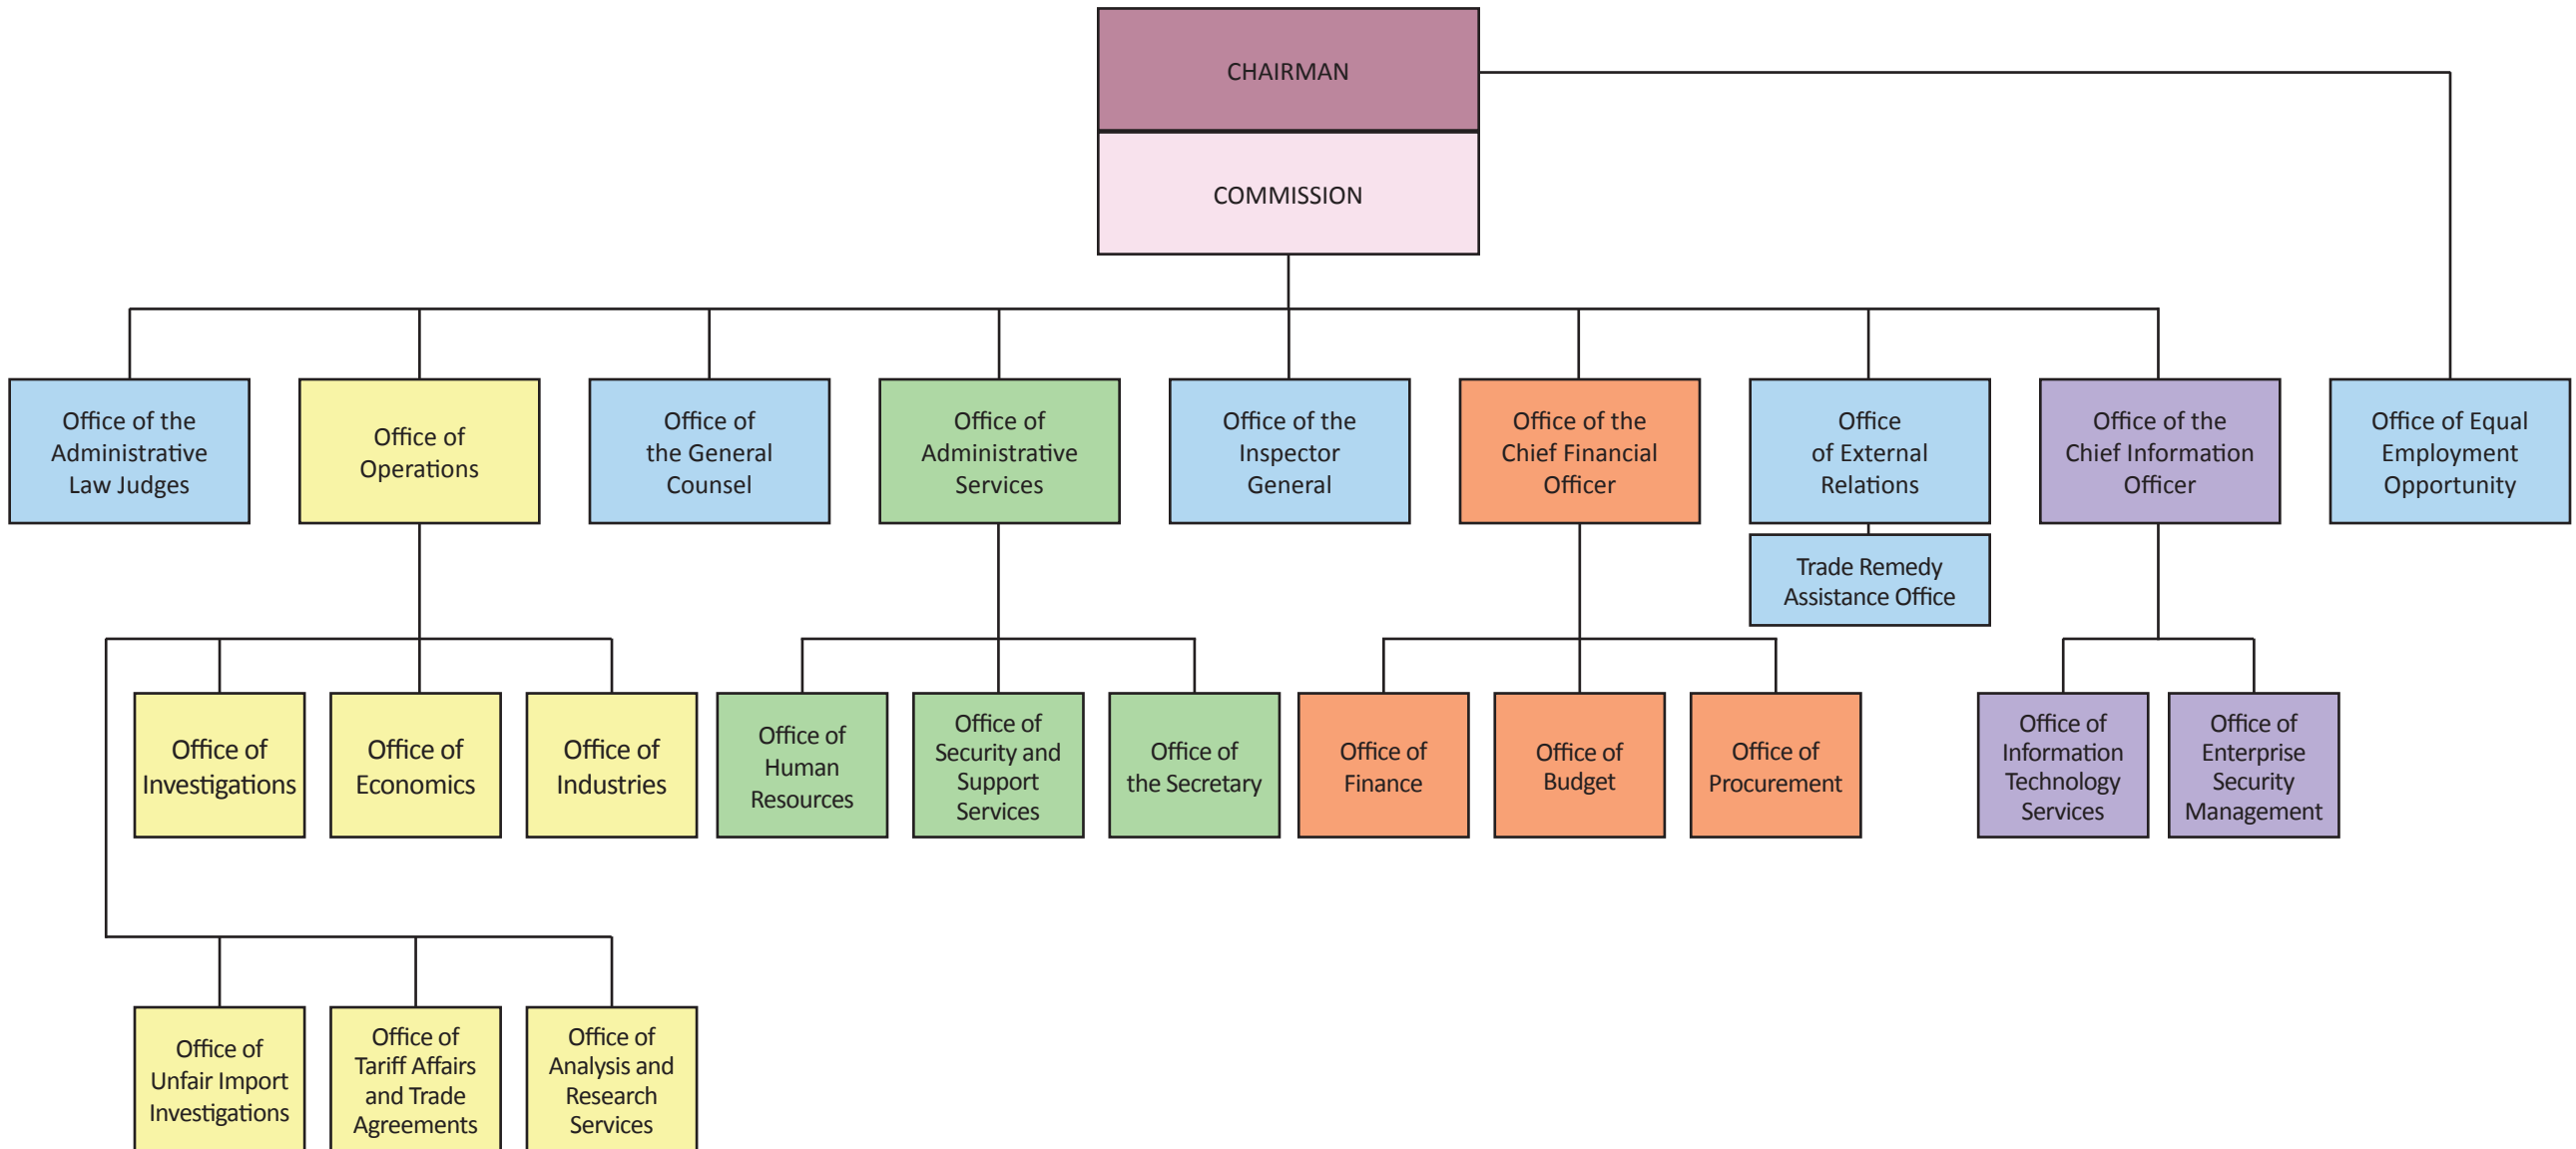 CHAIRMAN
COMMISSION
Office of the
Administrative
Law Judges
Office of
Operations
Office of
the General
Counsel
Office of
Administrative
Services
Office of the
Inspector
General
Office of the
Chief Financial
Officer
Office
of External
Relations
Office of the
Chief Information
Officer
Office of Equal
Employment
Opportunity
Trade Remedy
Assistance Office
Office of
Investigations
Office of
Economics
Office of
Industries
Office of
Human
Resources
Office of
Security and
Support
Services
Office of
the Secretary
Office of
Finance
Office of
Budget
Office of
Procurement
Office of
Information
Technology
Services
Office of
Enterprise
Security
Management
Office of
Unfair Import
Investigations
Office of
Tariff Affairs
and Trade
Agreements
Office of
Analysis and
Research
Services